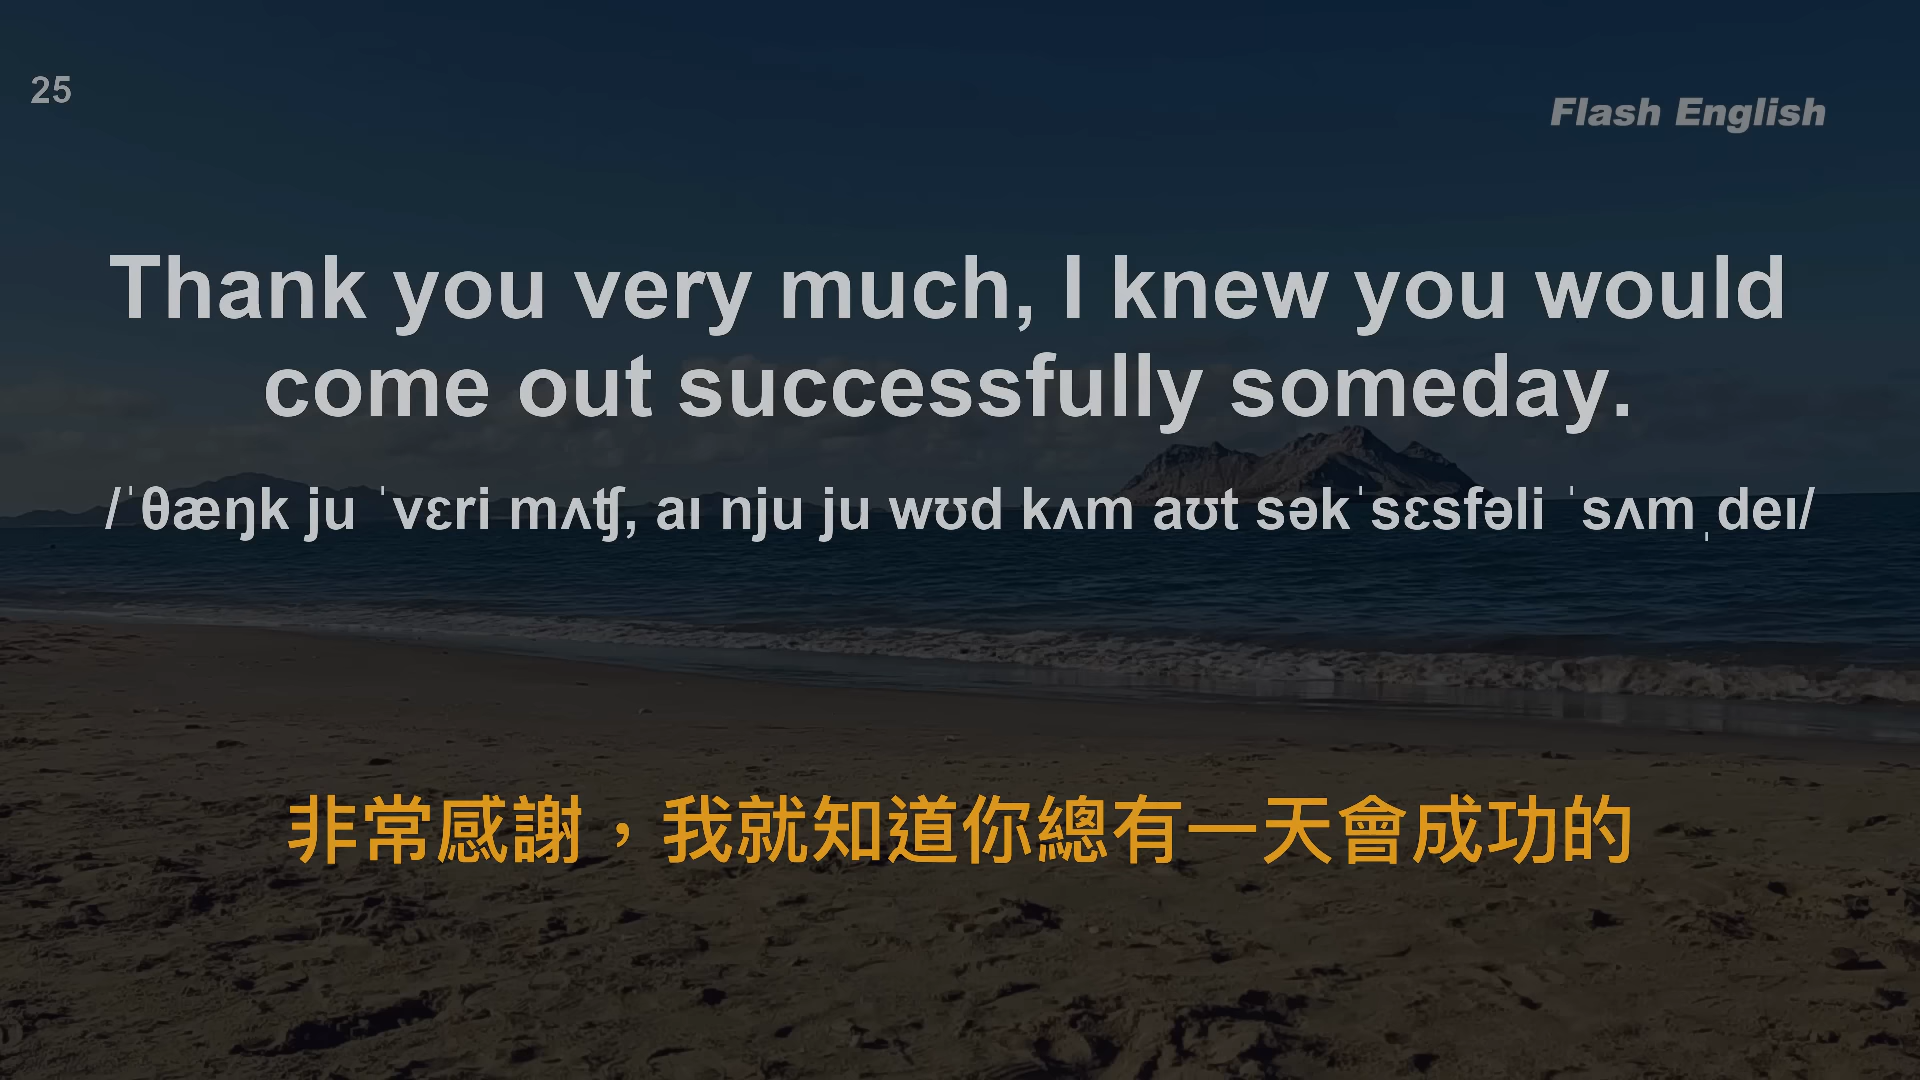 25
Flash English
Thank you very much, I knew you would
come out successfully someday.
/ˈθæŋk ju ˈvɛri mʌʧ, aɪ nju ju wʊd kʌm aʊt səkˈsɛsfəli ˈsʌmˌdeɪ/
非常感謝，我就知道你總有一天會成功的